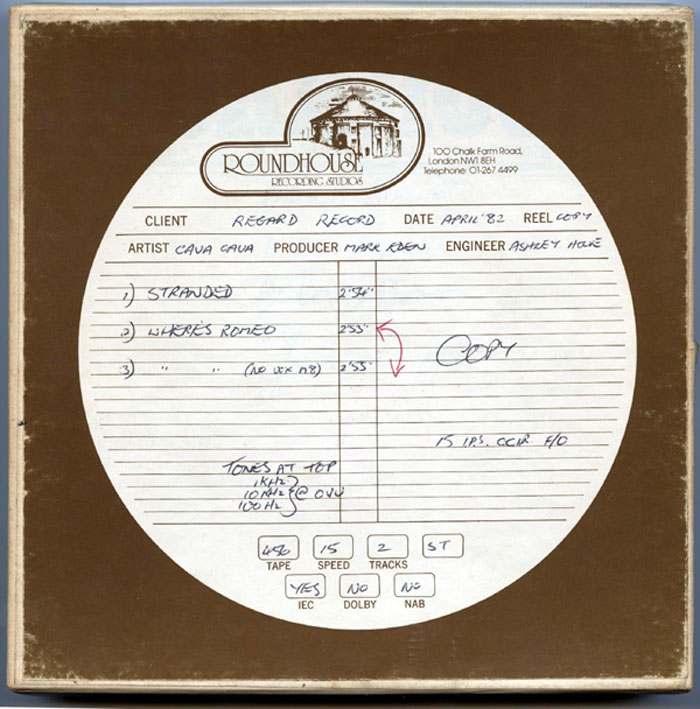 ROUNDHOUSE
RECORDING STUDIOS
100 Chalk Farm Road,
London NW1 8EH
Telephone: 01-267 4499
CLIENT REGARD RECORD DATE APRIL '82 REEL COPY
ARTIST CAVA CAVA PRODUCER MARK EDEN ENGINEER ASHLEY HOWE
1) STRANDED 2'54"
2) WHERE'S ROMEO 2'53"
3) " " (NO VOX M8) 2'53"
COPY
15 I.P.S. CCIR F/O
TONES AT TOP
1KHz
10KHz @ OVU
100Hz
456 15 2 ST
TAPE SPEED TRACKS
YES NO NO
IEC DOLBY NAB